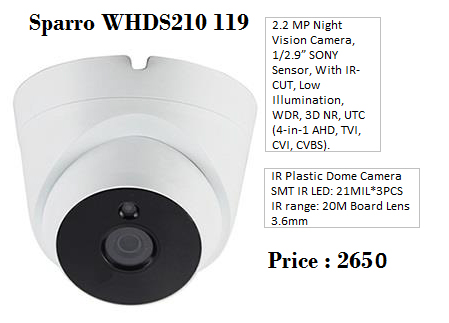 Sparro WHDS210 119
2.2 MP Night
Vision Camera,
1/2.9” SONY
Sensor, With IR-
CUT, Low
Illumination,
WDR, 3D NR, UTC
(4-in-1 AHD, TVI,
CVI, CVBS).
IR Plastic Dome Camera
SMT IR LED: 21MIL*3PCS
IR range: 20M Board Lens
3.6mm
Price : 2650